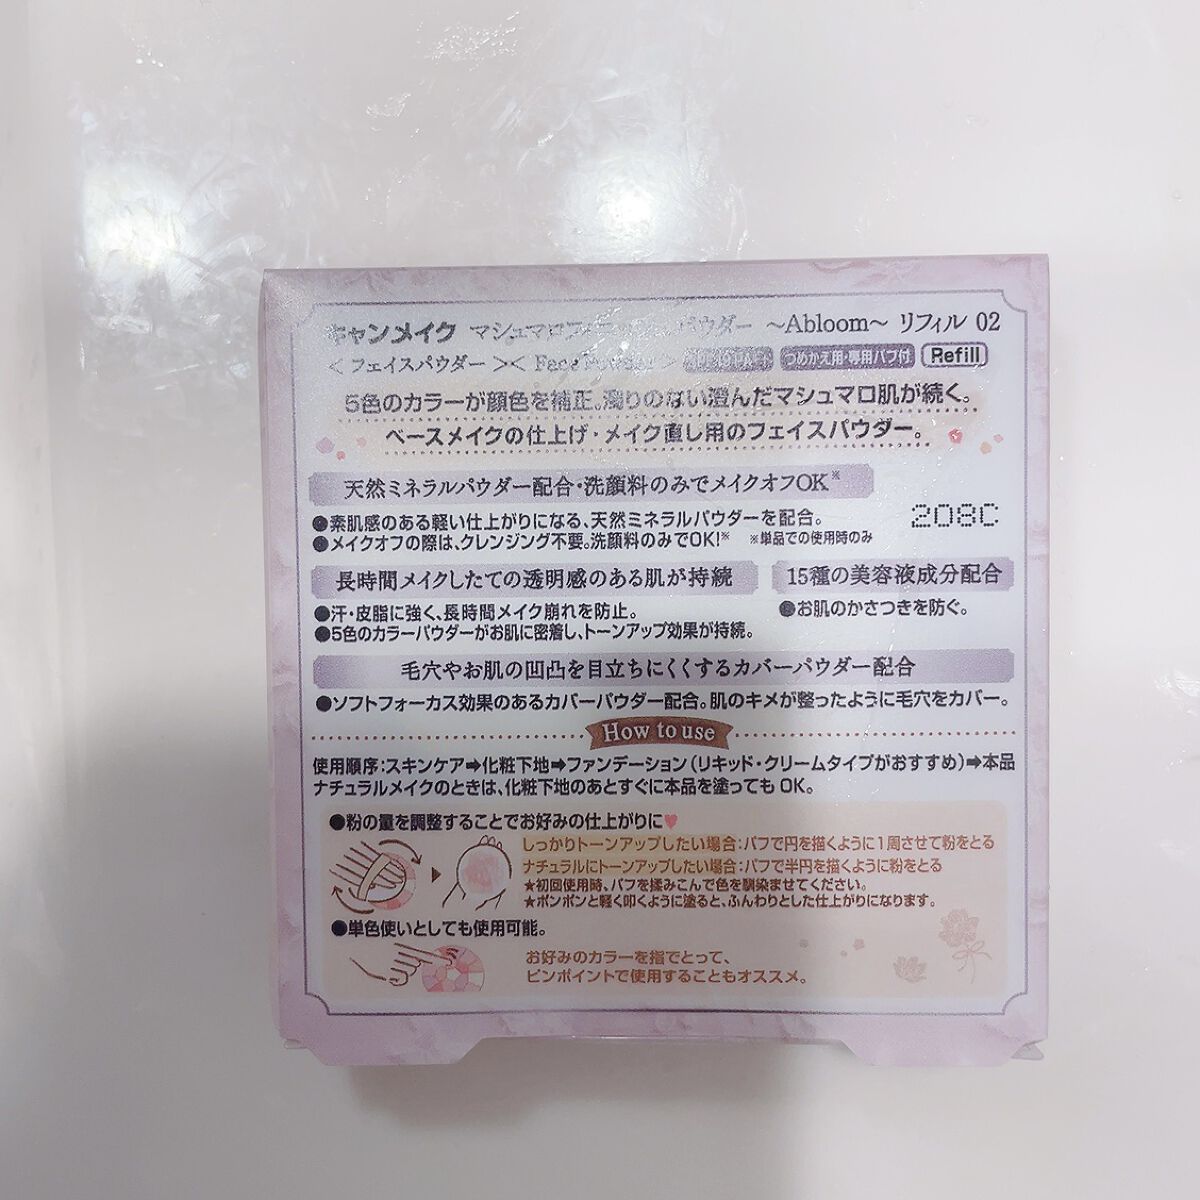 キャンメイク マシュマロフィニッシュパウダー ～Abloom～ リフィル 02
＜フェイスパウダー＞＜Face Powder＞ つめかえ用・専用パフ付 Refill
5色のカラーが顔色を補正。濁りのない澄んだマシュマロ肌が続く。
ベースメイクの仕上げ・メイク直し用のフェイスパウダー。
天然ミネラルパウダー配合・洗顔料のみでメイクオフOK※
●素肌感のある軽い仕上がりになる、天然ミネラルパウダーを配合。
208C
●メイクオフの際は、クレンジング不要。洗顔料のみでOK!※ ※単品での使用時のみ
長時間メイクしたての透明感のある肌が持続
●汗・皮脂に強く、長時間メイク崩れを防止。
●5色のカラーパウダーがお肌に密着し、トーンアップ効果が持続。
15種の美容液成分配合
●お肌のかさつきを防ぐ。
毛穴やお肌の凹凸を目立ちにくくするカバーパウダー配合
●ソフトフォーカス効果のあるカバーパウダー配合。肌のキメが整ったように毛穴をカバー。
How to use
使用順序：スキンケア➡化粧下地➡ファンデーション（リキッド・クリームタイプがおすすめ）➡本品
ナチュラルメイクのときは、化粧下地のあとすぐに本品を塗ってもOK。
●粉の量を調整することでお好みの仕上がりに♥
しっかりトーンアップしたい場合：パフで円を描くように1周させて粉をとる
ナチュラルにトーンアップしたい場合：パフで半円を描くように粉をとる
★初回使用時、パフを揉みこんで色を馴染ませてください。
★ポンポンと軽く叩くように塗ると、ふんわりとした仕上がりになります。
●単色使いとしても使用可能。
お好みのカラーを指でとって、
ピンポイントで使用することもオススメ。